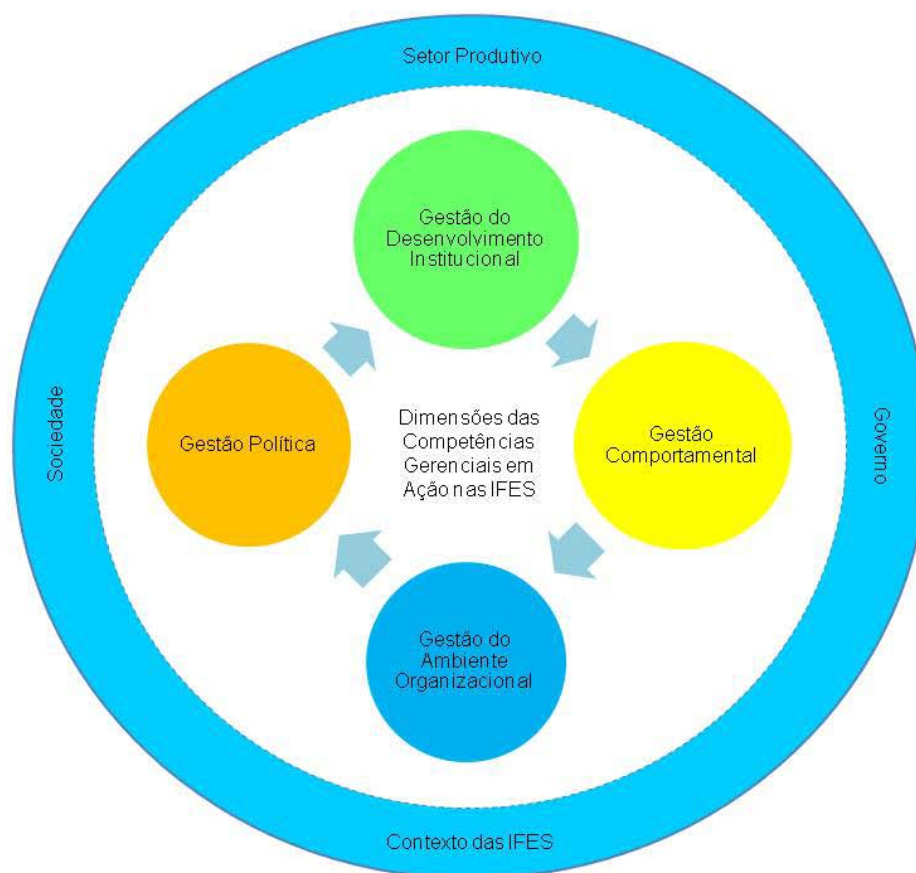 Setor Produtivo
Gestão do
Desenvolvimento
Institucional
Sociedade
Gestão Política
Dimensões das
Competências
Gerenciais em
Ação nas IFES
Gestão
Comportamental
Governo
Gestão do
Ambiente
Organizacional
Contexto das IFES